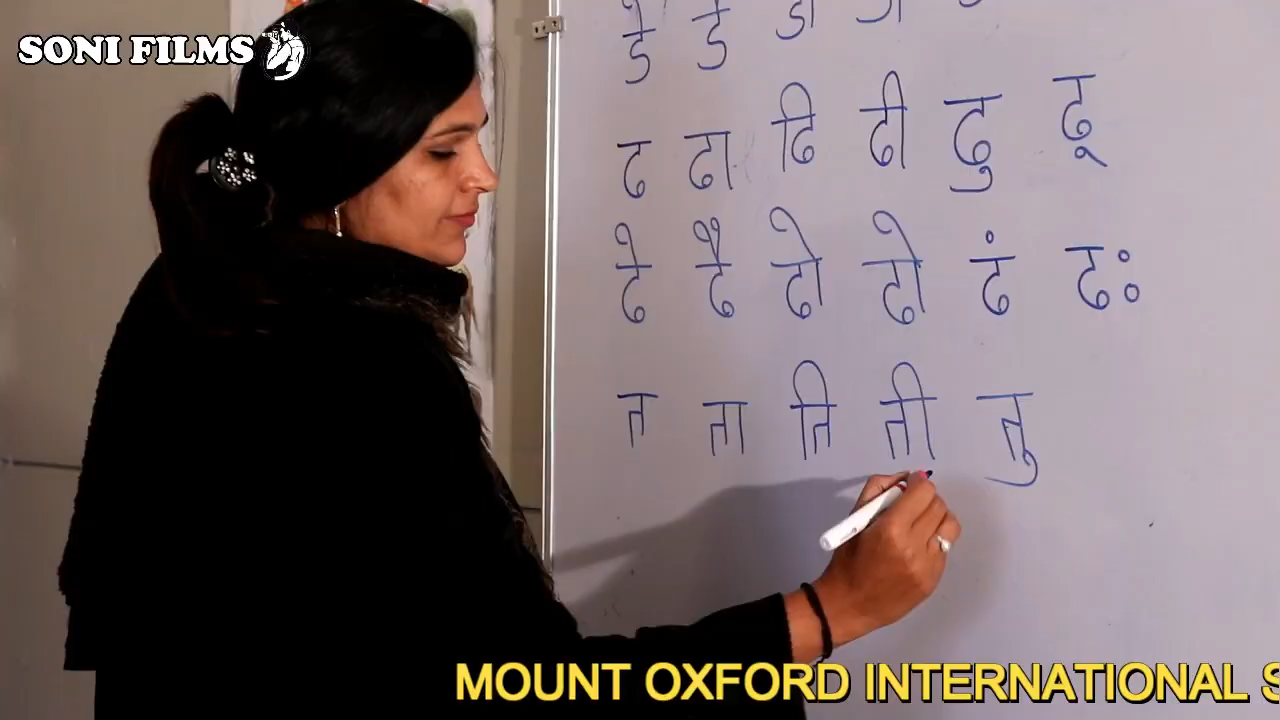 SONI FILMS
डे डै
ढ ढा ढि ढी ढु ढू
ढे ढै ढो ढो ढं ढः
त ता ति ती तु
MOUNT OXFORD INTERNATIONAL S